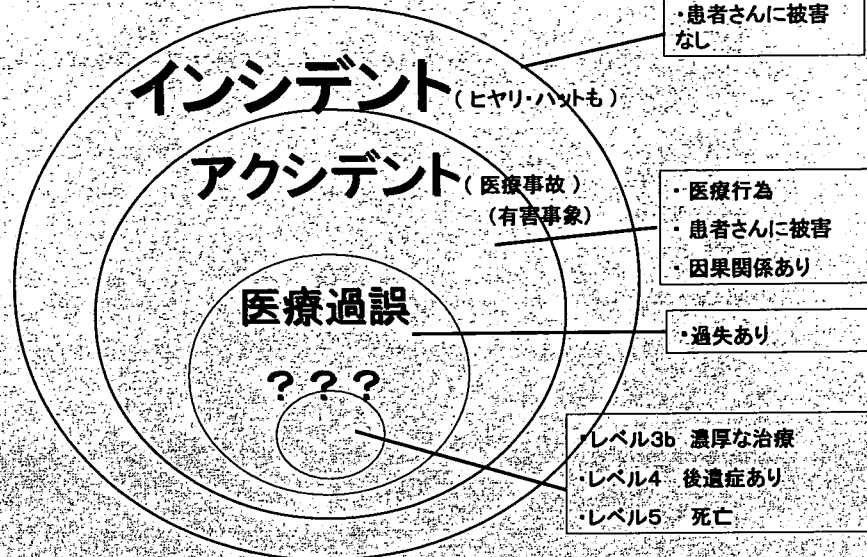 ・患者さんに被害
なし
インシデント(ヒヤリ・ハットも)
アクシデント(医療事故)
(有害事象)
・医療行為
・患者さんに被害
・因果関係あり
医療過誤
・過失あり
???
・レベル3b 濃厚な治療
・レベル4 後遺症あり
・レベル5 死亡